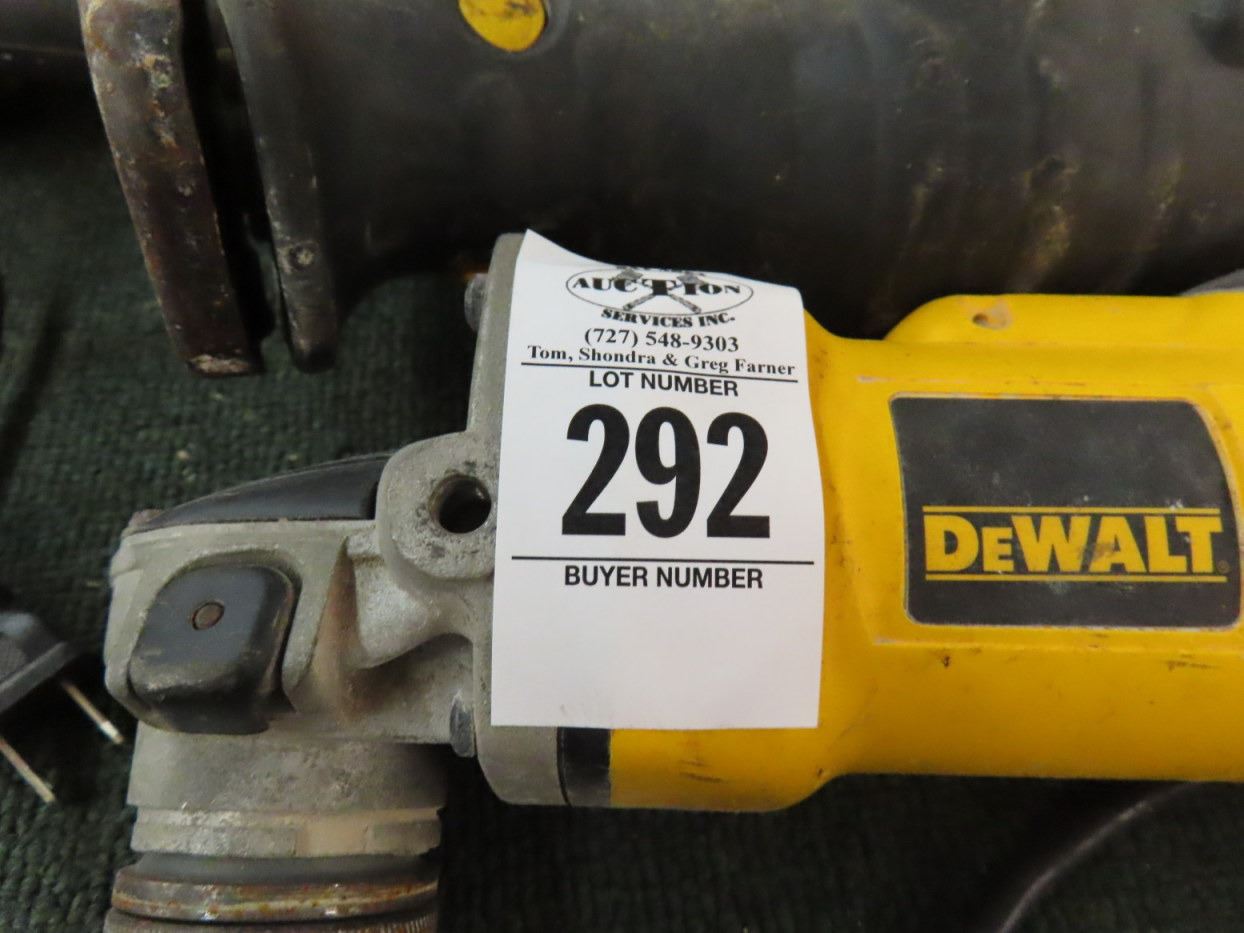 AUCTION
SERVICES INC.
(727) 548-9303
Tom, Shondra & Greg Farner
LOT NUMBER
292
BUYER NUMBER
DEWALT